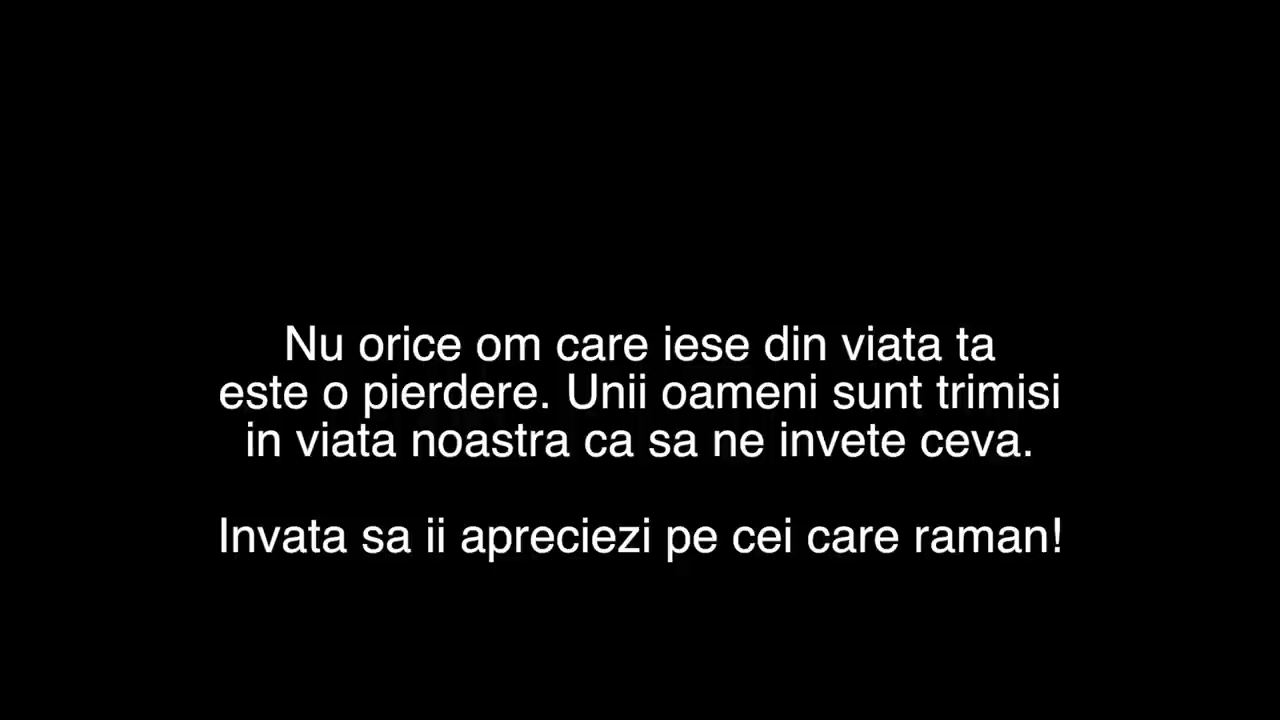 Nu orice om care iese din viata ta
este o pierdere. Unii oameni sunt trimisi
in viata noastra ca sa ne invete ceva.
Invata sa ii apreciezi pe cei care raman!